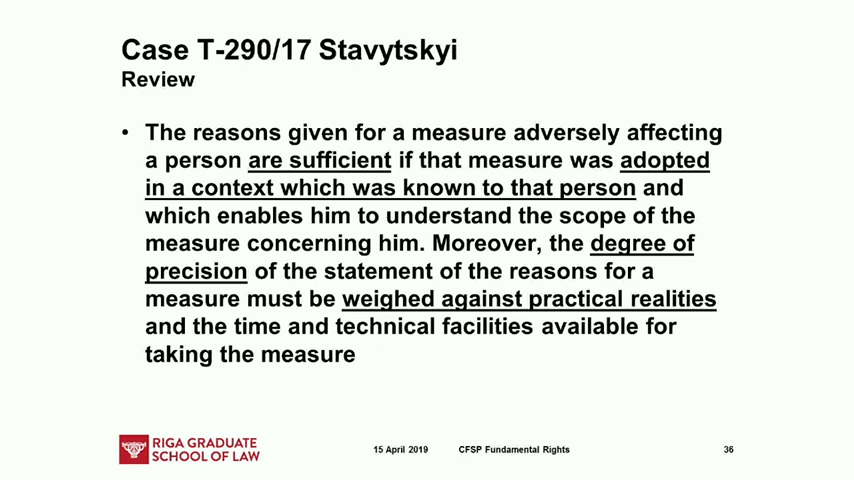 Case T-290/17 Stavytskyi
Review
• The reasons given for a measure adversely affecting
a person are sufficient if that measure was adopted
in a context which was known to that person and
which enables him to understand the scope of the
measure concerning him. Moreover, the degree of
precision of the statement of the reasons for a
measure must be weighed against practical realities
and the time and technical facilities available for
taking the measure
RIGA GRADUATE
SCHOOL OF LAW
15 April 2019
CFSP Fundamental Rights
36